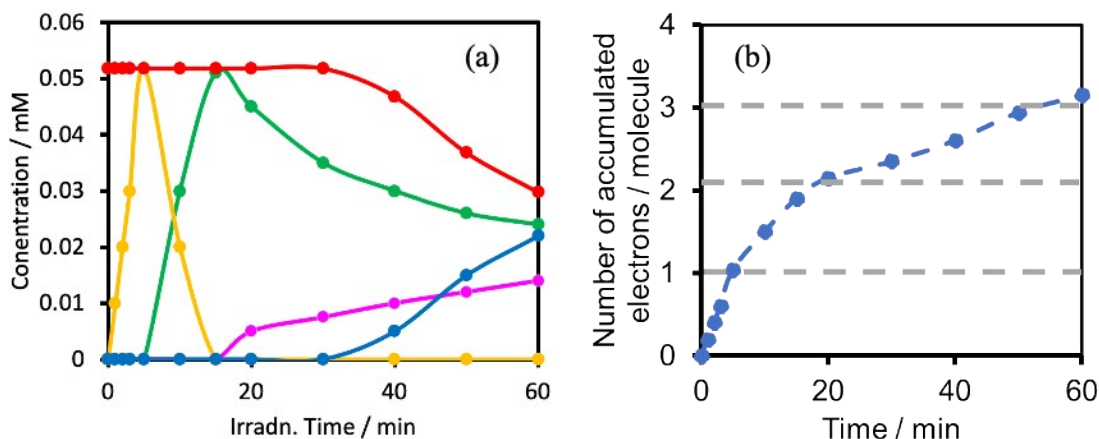 (a)
Concentration / mM
0.06
0.05
0.04
0.03
0.02
0.01
0
0
20
40
60
Irradn. Time / min
(b)
Number of accumulated
electrons / molecule
4
3
2
1
0
0
20
40
60
Time / min